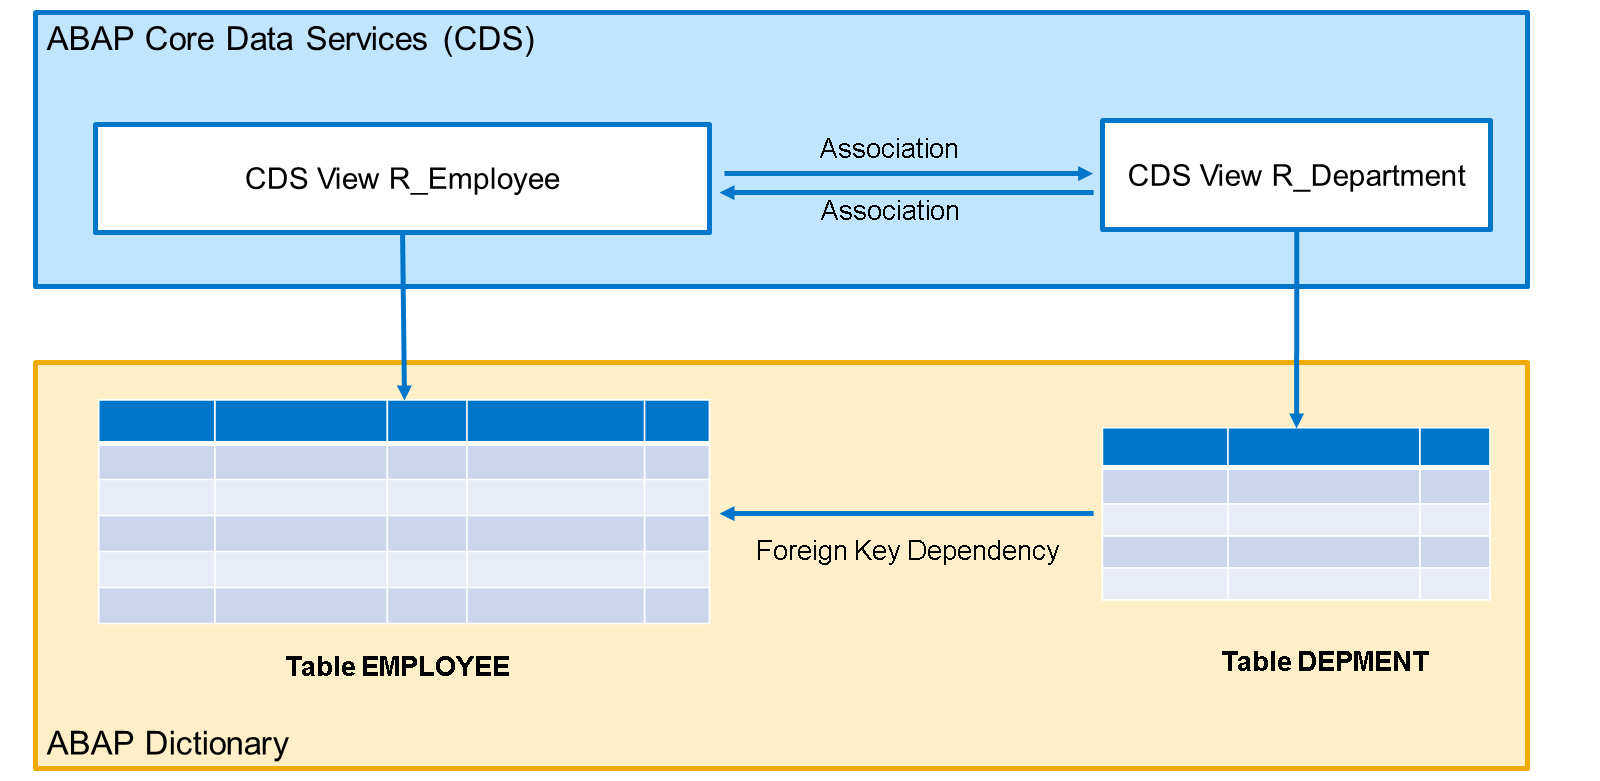 ABAP Core Data Services (CDS)
CDS View R_Employee
Association
Association
CDS View R_Department
Foreign Key Dependency
Table EMPLOYEE
Table DEPMENT
ABAP Dictionary